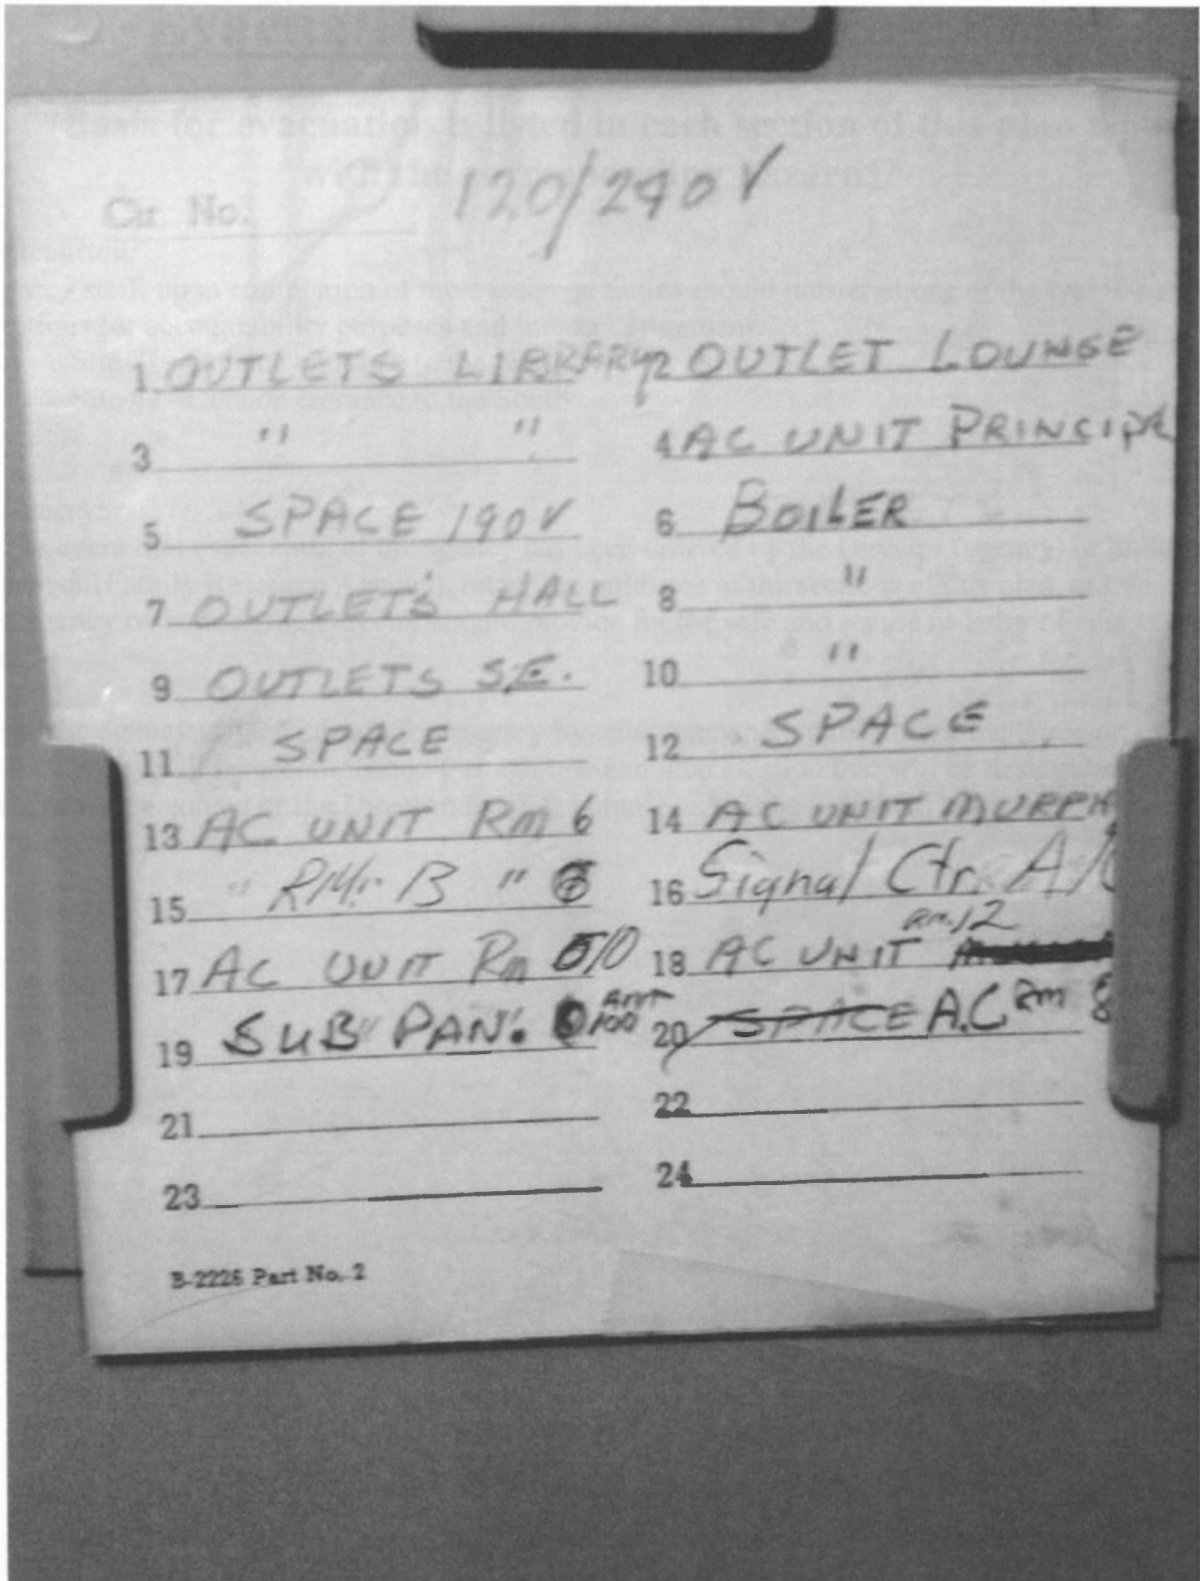 Cir. No. 120/240V
1 OUTLETS LIBRARY 2 OUTLET LOUNGE
3 " " 4 AC UNIT PRINCIPA
5 SPACE 190V 6 BOILER
7 OUTLETS HALL 8 "
9 OUTLETS S.E. 10 "
11 SPACE 12 SPACE
13 AC UNIT Rm 6 14 AC UNIT MURPH
15 " RM. B " 16 Signal Ctr. A/C
17 AC UNIT Rm 10 18 AC UNIT RM. 12
19 SUB PAN. 100 AMP 20 SPACE A.C Rm 8
21 22
23 24
B-2226 Part No. 2